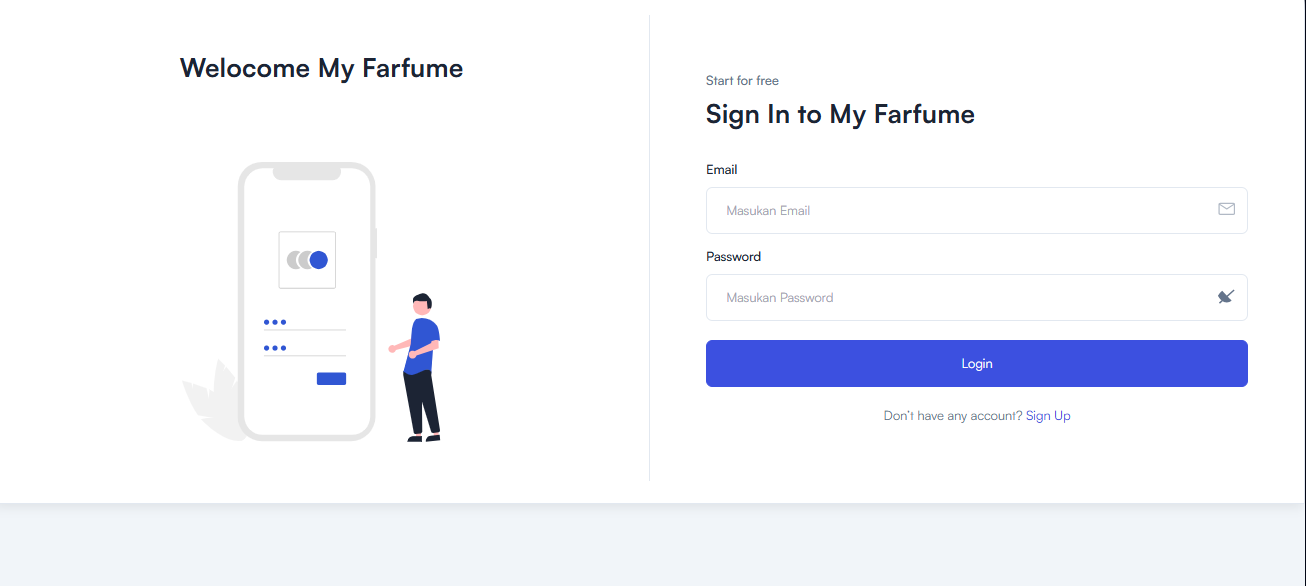 Welocome My Farfume
Start for free
Sign In to My Farfume
Email
Masukan Email
Password
Masukan Password
Login
Don't have any account? Sign Up